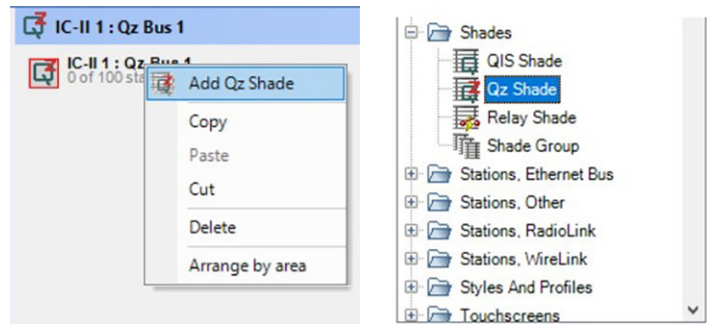 IC-II 1 : Qz Bus 1
IC-II 1 : Qz Bus 1
0 of 100 sta
Add Qz Shade
Copy
Paste
Cut
Delete
Arrange by area
Shades
QIS Shade
Qz Shade
Relay Shade
Shade Group
Stations, Ethernet Bus
Stations, Other
Stations, RadioLink
Stations, WireLink
Styles And Profiles
Touchscreens